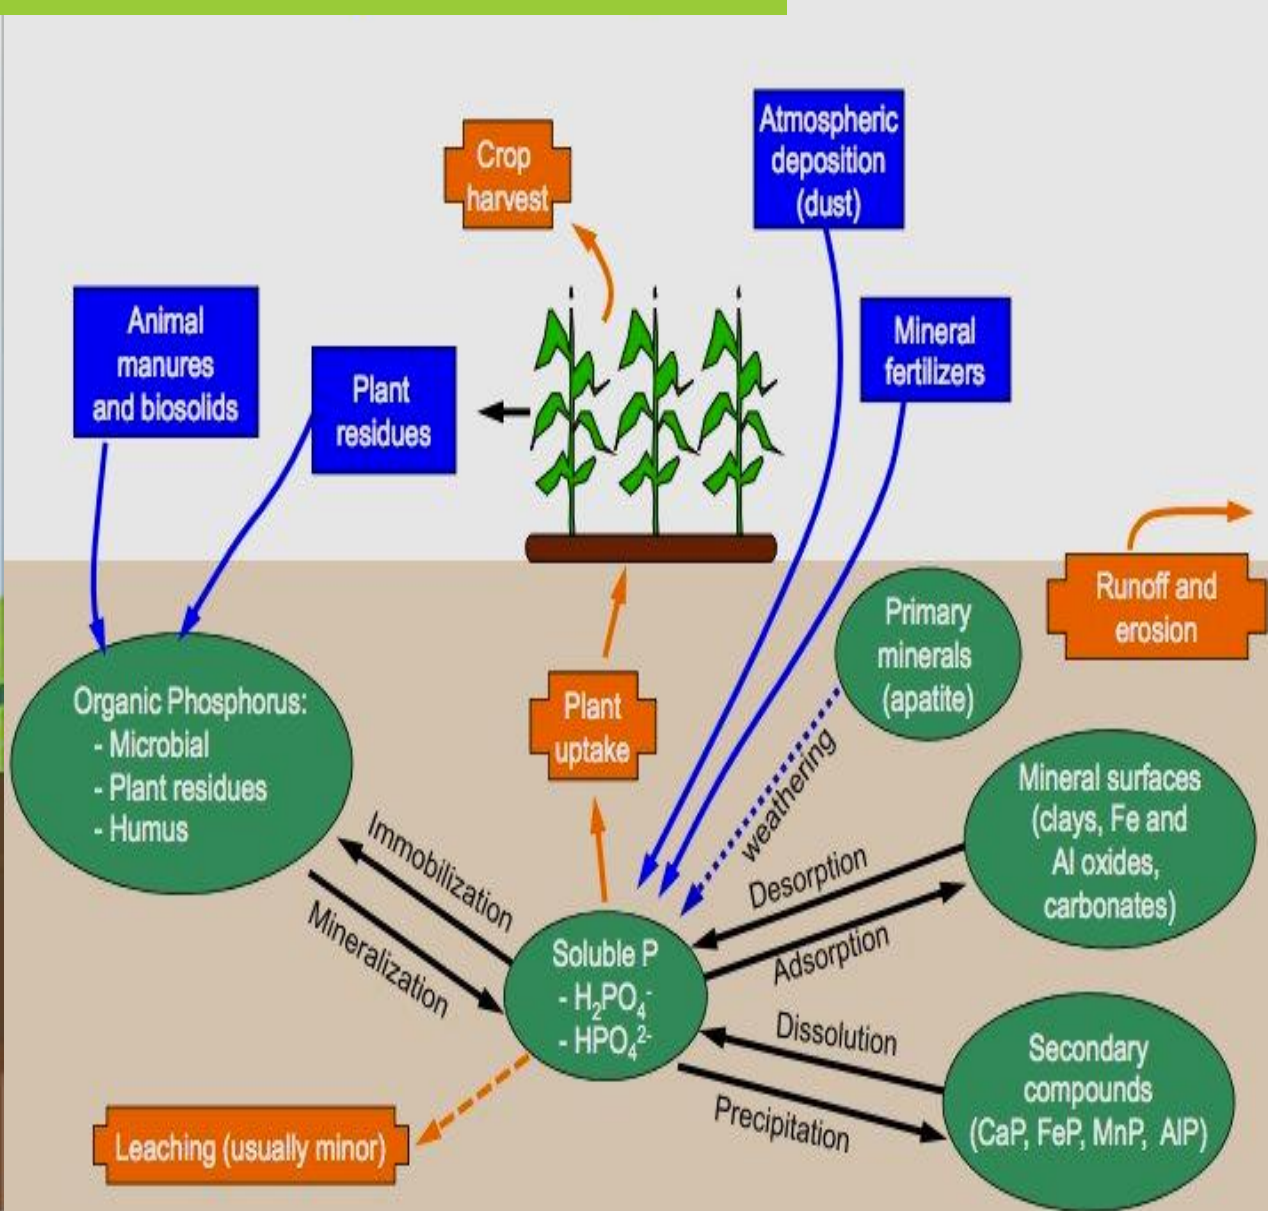 Atmospheric
deposition
(dust)
Crop
harvest
Animal
manures
and biosolids
Plant
residues
Mineral
fertilizers
Runoff and
erosion
Primary
minerals
(apatite)
Organic Phosphorus:
- Microbial
- Plant residues
- Humus
Plant
uptake
weathering
Mineral surfaces
(clays, Fe and
Al oxides,
carbonates)
Immobilization
Mineralization
Desorption
Adsorption
Soluble P
- H₂PO₄⁻
- HPO₄²⁻
Dissolution
Precipitation
Secondary
compounds
(CaP, FeP, MnP, AlP)
Leaching (usually minor)